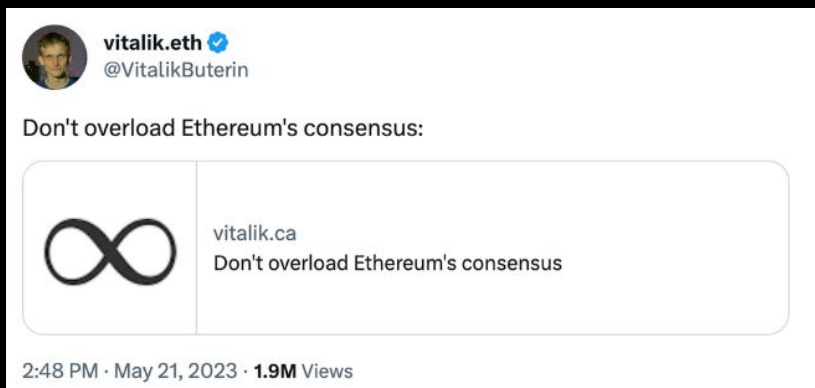 vitalik.eth
@VitalikButerin
Don't overload Ethereum's consensus:
vitalik.ca
Don't overload Ethereum's consensus
2:48 PM · May 21, 2023 · 1.9M Views